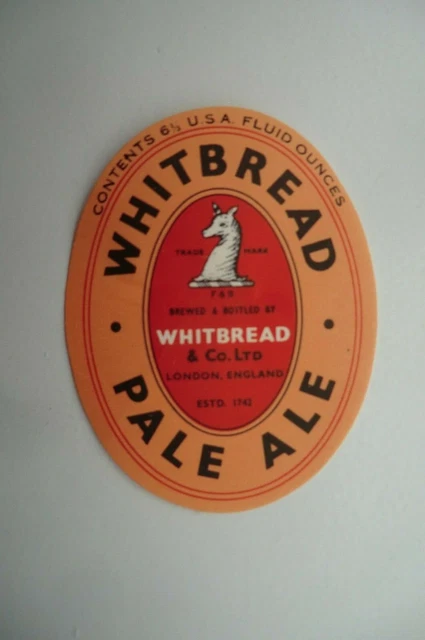 CONTENTS 6½ U.S.A. FLUID OUNCES
WHITBREAD
TRADE MARK
BREWED & BOTTLED BY
WHITBREAD
& Co. LTD
LONDON, ENGLAND
ESTD. 1742
PALE ALE